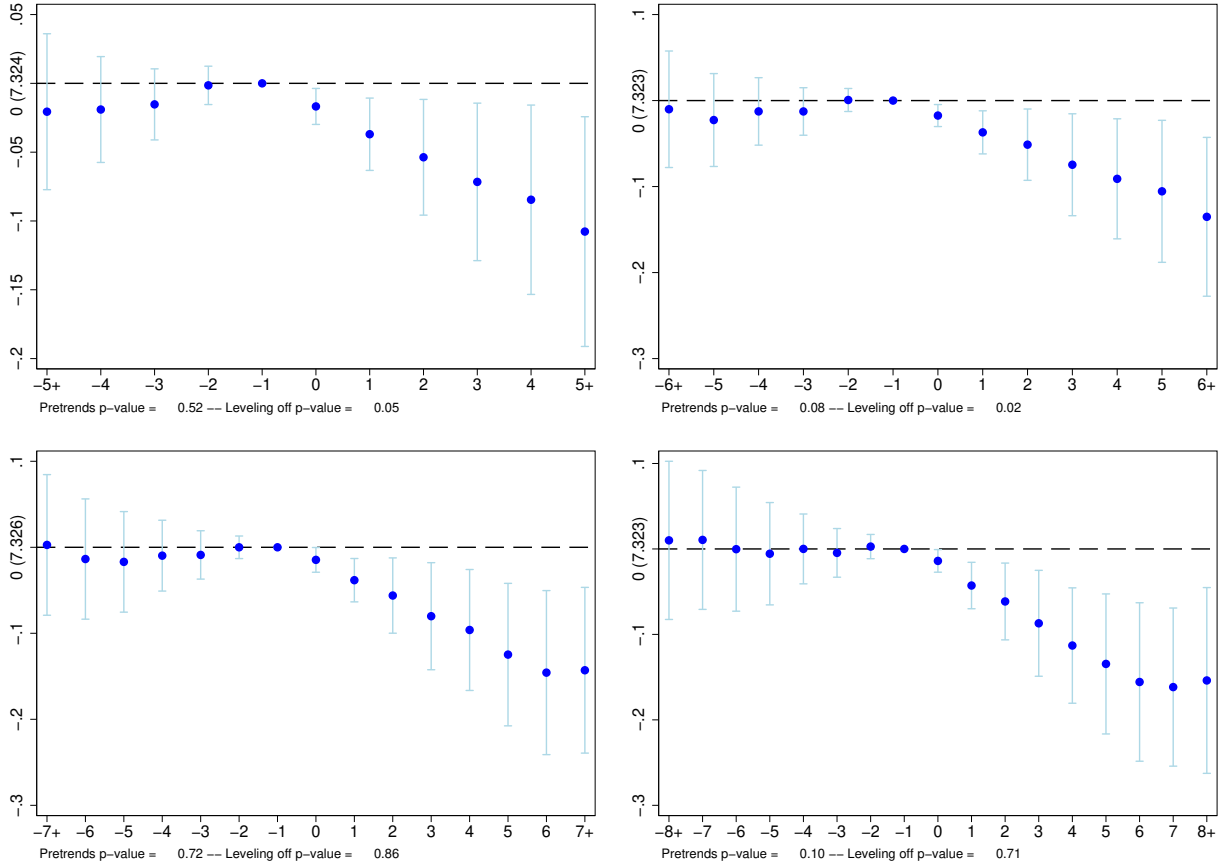 .05
0 (7.324)
−.05
−.1
−.15
−.2
−5+ −4 −3 −2 −1 0 1 2 3 4 5+
Pretrends p−value = 0.52 −− Leveling off p−value = 0.05
.1
0 (7.323)
−.1
−.2
−.3
−6+ −5 −4 −3 −2 −1 0 1 2 3 4 5 6+
Pretrends p−value = 0.08 −− Leveling off p−value = 0.02
.1
0 (7.326)
−.1
−.2
−.3
−7+ −6 −5 −4 −3 −2 −1 0 1 2 3 4 5 6 7+
Pretrends p−value = 0.72 −− Leveling off p−value = 0.86
.1
0 (7.323)
−.1
−.2
−.3
−8+ −7 −6 −5 −4 −3 −2 −1 0 1 2 3 4 5 6 7 8+
Pretrends p−value = 0.10 −− Leveling off p−value = 0.71